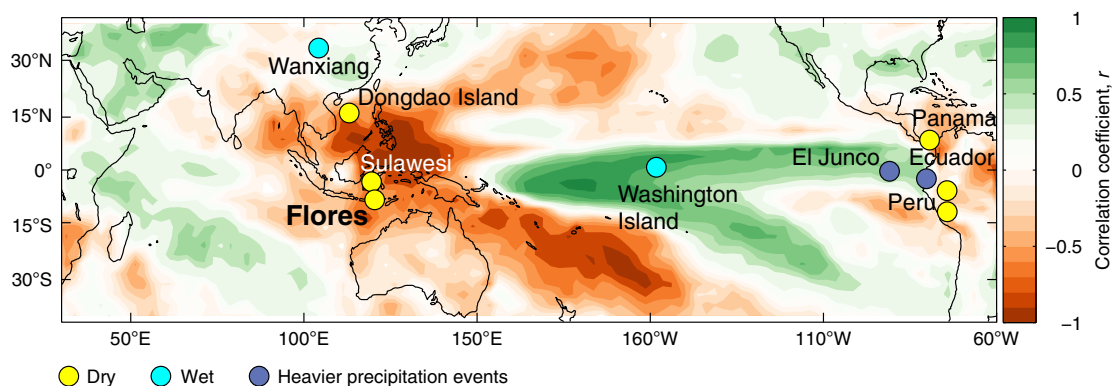 30°N
15°N
0°
15°S
30°S
Wanxiang
Dongdao Island
Sulawesi
Flores
Washington
Island
El Junco
Panama
Ecuador
Peru
50°E
100°E
150°E
160°W
110°W
60°W
1
0.5
0
−0.5
−1
Correlation coefficient, r
Dry
Wet
Heavier precipitation events